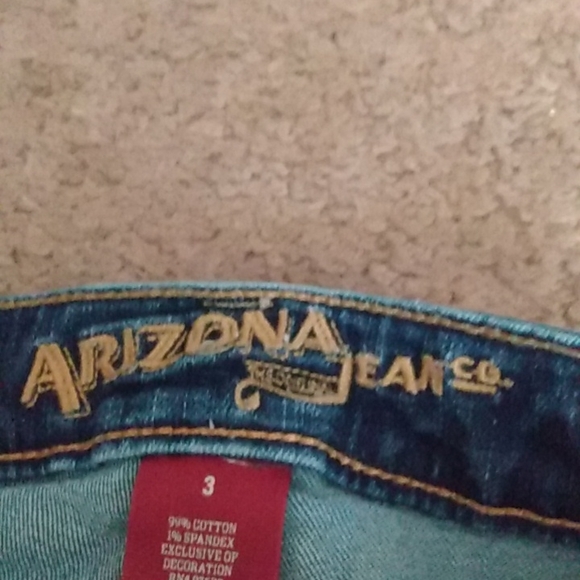 ARIZONA
JEAN CO.
3
99% COTTON
1% SPANDEX
EXCLUSIVE OF
DECORATION